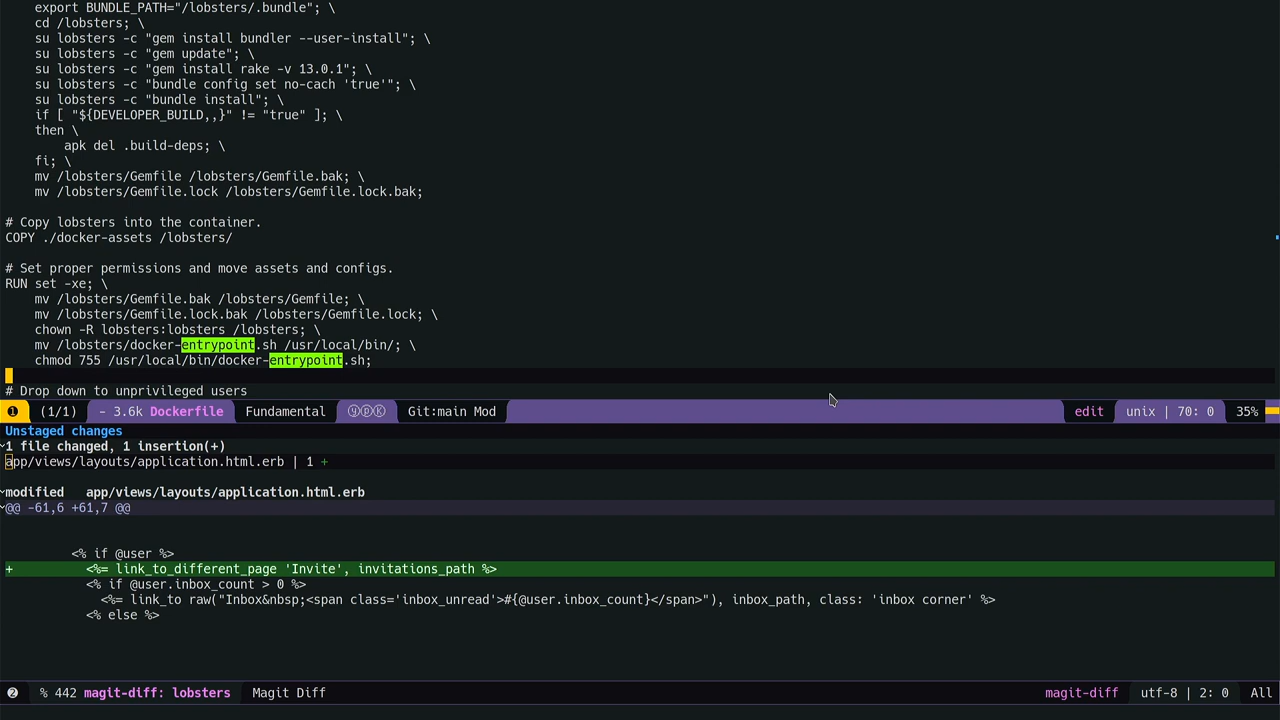 export BUNDLE_PATH="/lobsters/.bundle"; \
cd /lobsters; \
su lobsters -c "gem install bundler --user-install"; \
su lobsters -c "gem update"; \
su lobsters -c "gem install rake -v 13.0.1"; \
su lobsters -c "bundle config set no-cach 'true'"; \
su lobsters -c "bundle install"; \
if [ "${DEVELOPER_BUILD,,}" != "true" ]; \
then \
apk del .build-deps; \
fi; \
mv /lobsters/Gemfile /lobsters/Gemfile.bak; \
mv /lobsters/Gemfile.lock /lobsters/Gemfile.lock.bak;
# Copy lobsters into the container.
COPY ./docker-assets /lobsters/
# Set proper permissions and move assets and configs.
RUN set -xe; \
mv /lobsters/Gemfile.bak /lobsters/Gemfile; \
mv /lobsters/Gemfile.lock.bak /lobsters/Gemfile.lock; \
chown -R lobsters:lobsters /lobsters; \
mv /lobsters/docker-entrypoint.sh /usr/local/bin/; \
chmod 755 /usr/local/bin/docker-entrypoint.sh;
# Drop down to unprivileged users
❶ (1/1) - 3.6k Dockerfile Fundamental ⓨⓟⓀ Git:main Mod edit unix | 70: 0 35%
Unstaged changes
1 file changed, 1 insertion(+)
app/views/layouts/application.html.erb | 1 +
modified   app/views/layouts/application.html.erb
@@ -61,6 +61,7 @@
<% if @user %>
+ <%= link_to_different_page 'Invite', invitations_path %>
<% if @user.inbox_count > 0 %>
<%= link_to raw("Inbox&nbsp;<span class='inbox_unread'>#{@user.inbox_count}</span>"), inbox_path, class: 'inbox corner' %>
<% else %>
❷ % 442 magit-diff: lobsters Magit Diff magit-diff utf-8 | 2: 0 All